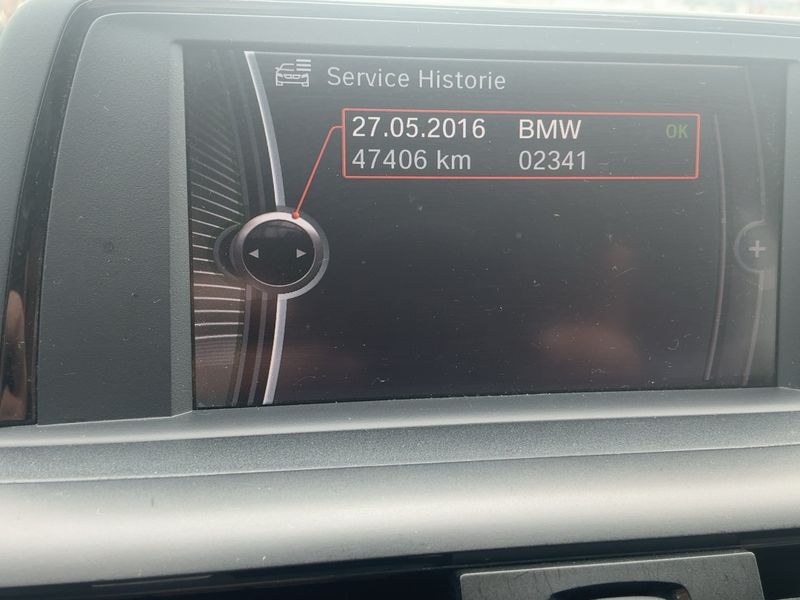 Service Historie
27.05.2016 BMW OK
47406 km 02341